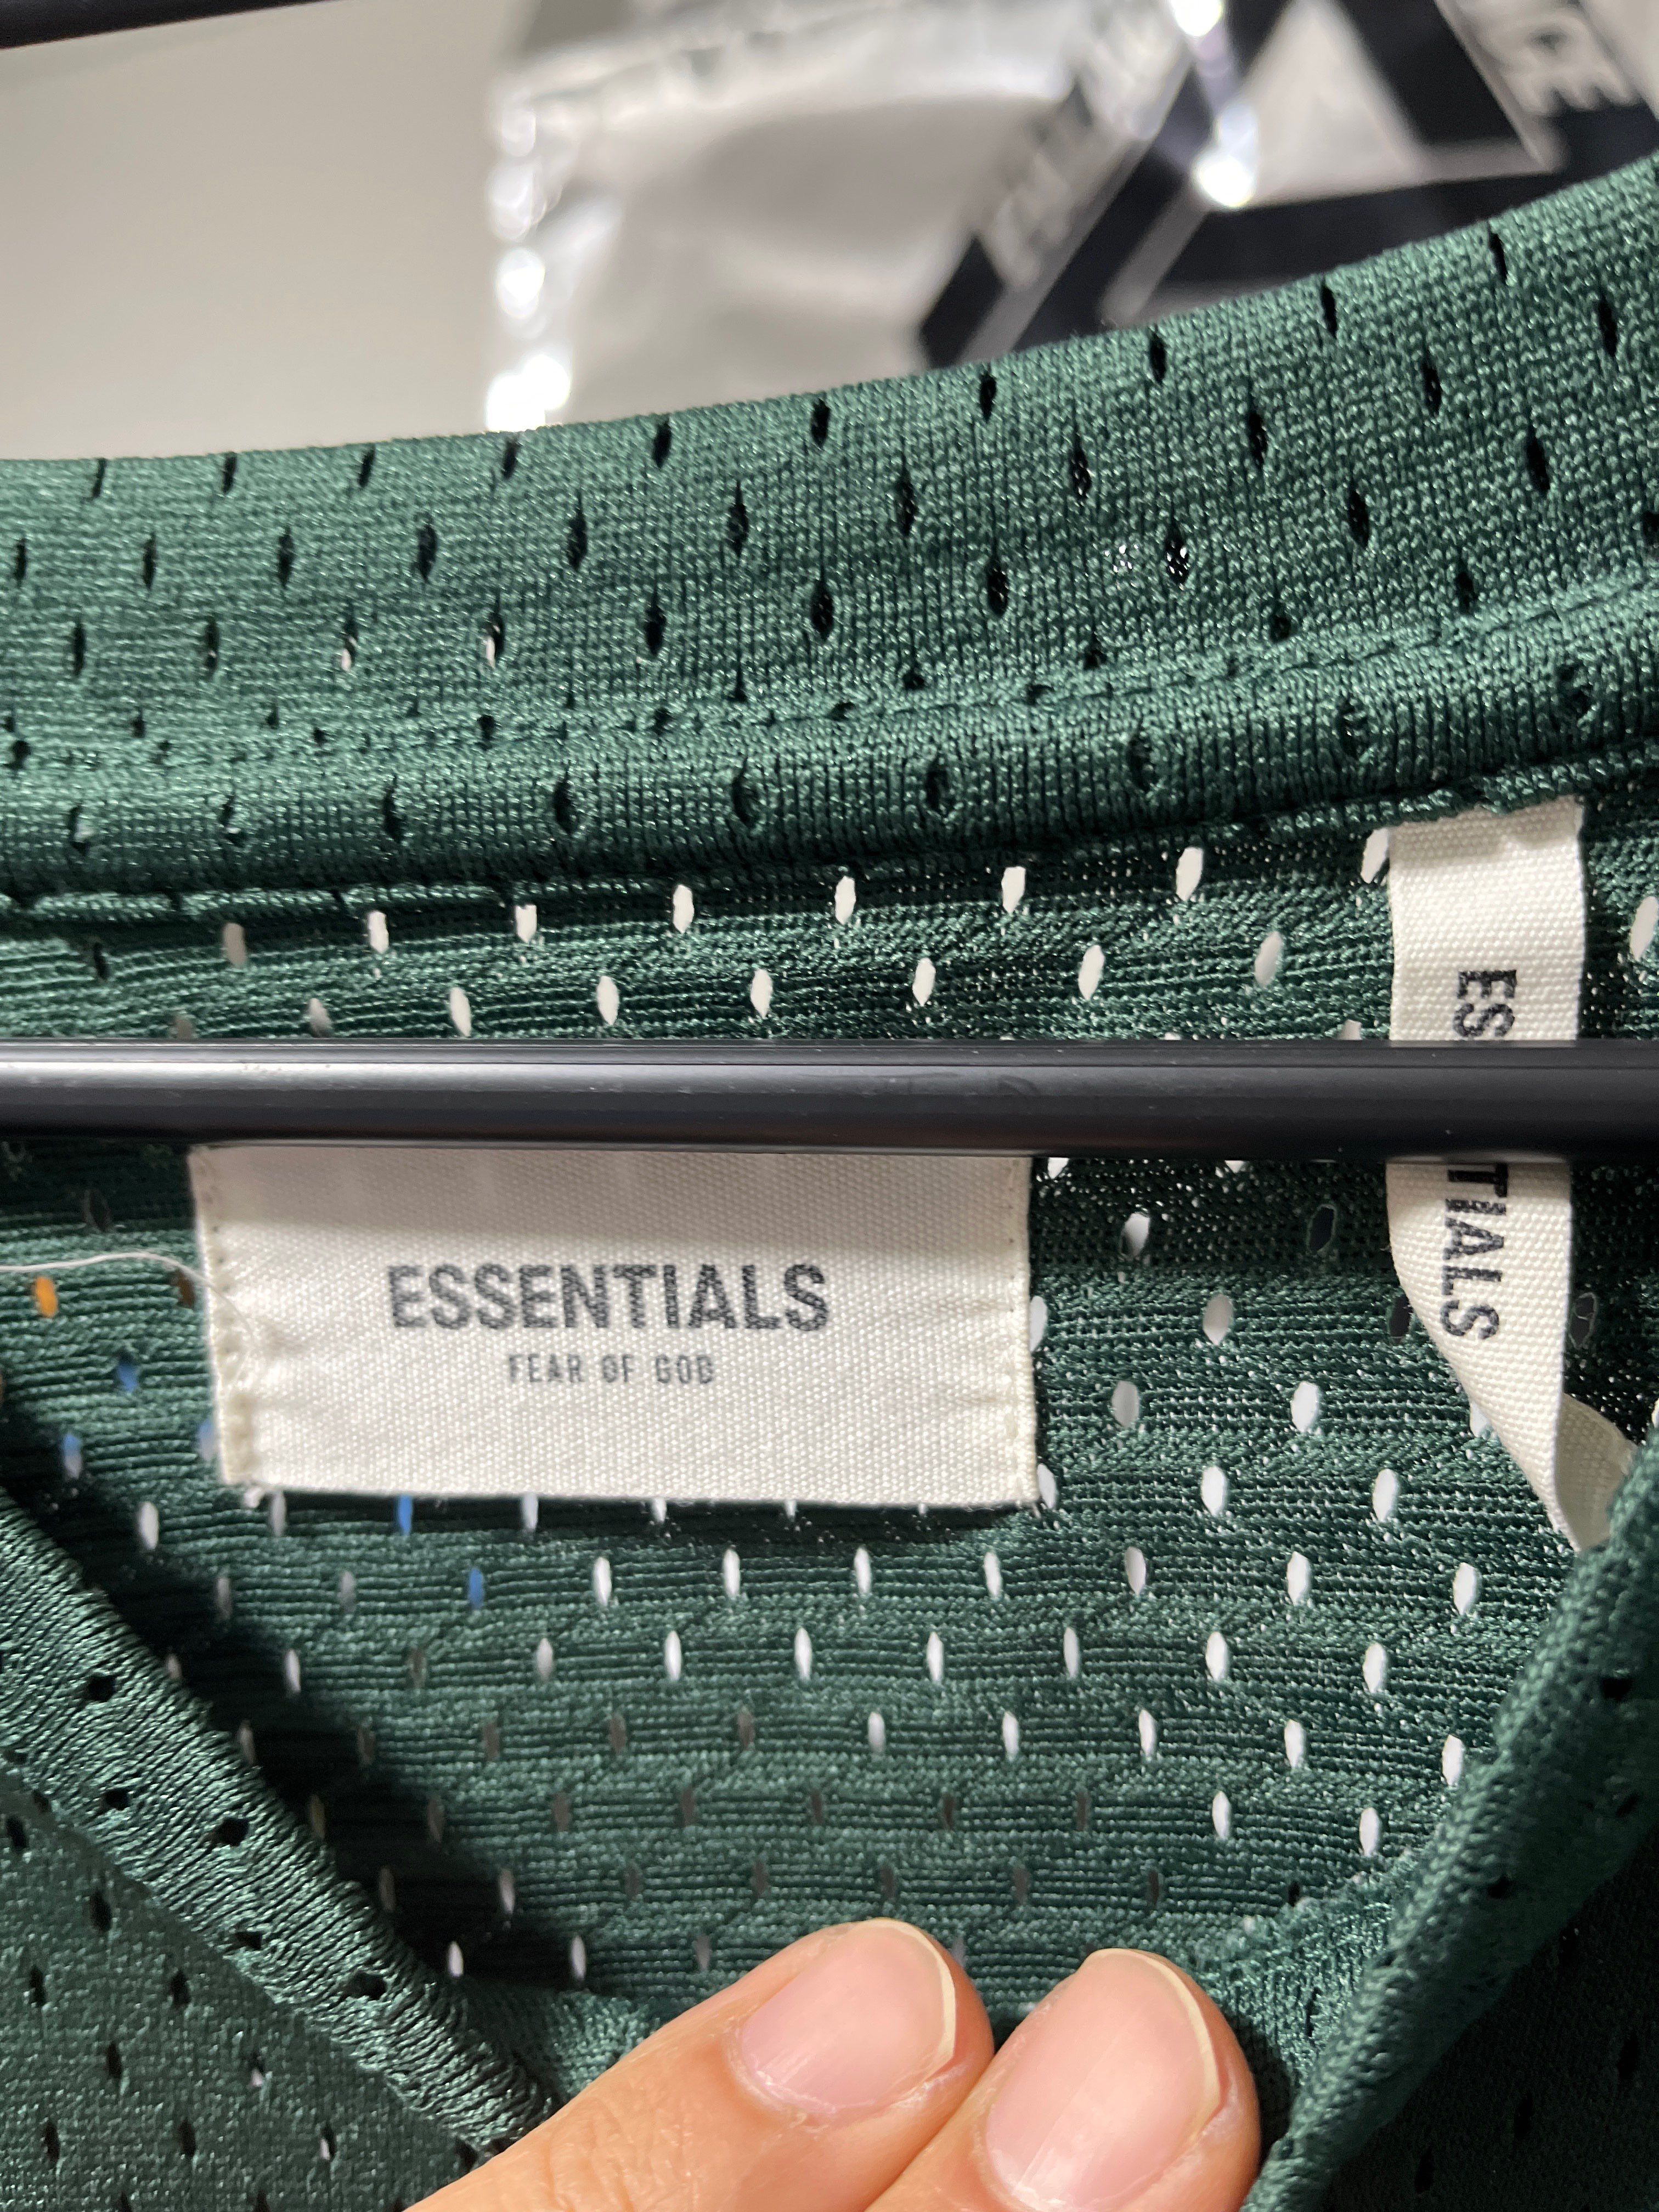 ESSENTIALS
FEAR OF GOD
ES
TIALS